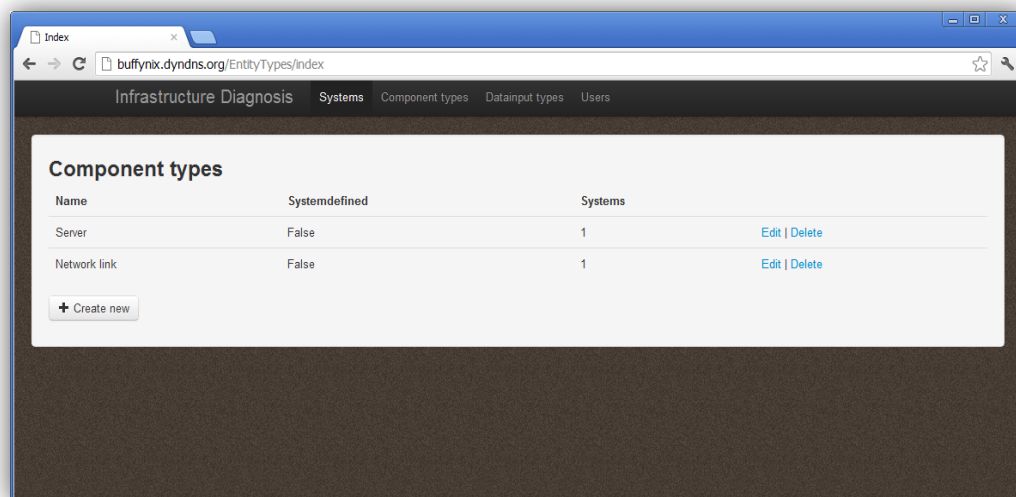 Index
buffynix.dyndns.org/EntityTypes/index
Infrastructure Diagnosis Systems Component types Datainput types Users
Component types
Name Systemdefined Systems
Server False 1 Edit | Delete
Network link False 1 Edit | Delete
Create new